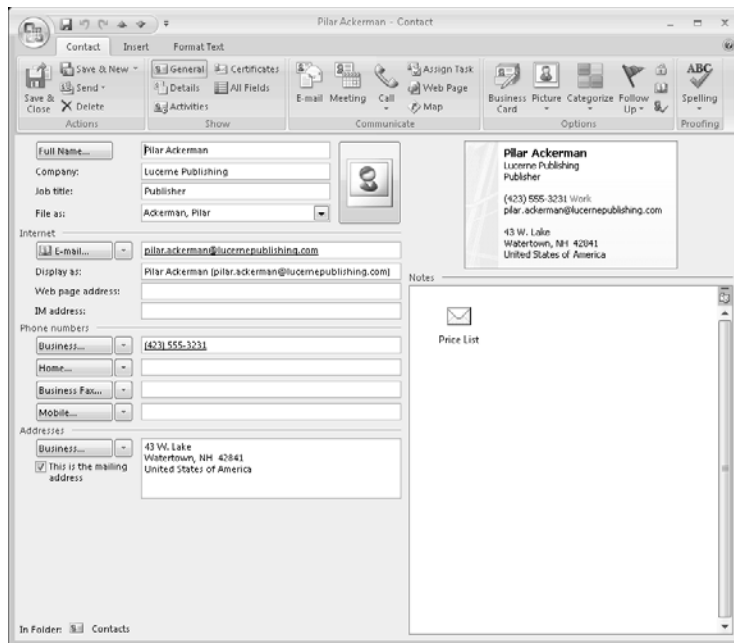 Pilar Ackerman - Contact
Contact Insert Format Text
Save & Close
Save & New
Send
Delete
Actions
General
Details
Activities
Certificates
All Fields
Show
E-mail
Meeting
Call
Assign Task
Web Page
Map
Communicate
Business Card
Picture
Categorize
Follow Up
Options
ABC
Spelling
Proofing
Full Name... Pilar Ackerman
Company: Lucerne Publishing
Job title: Publisher
File as: Ackerman, Pilar
Internet
E-mail... pilar.ackerman@lucernepublishing.com
Display as: Pilar Ackerman (pilar.ackerman@lucernepublishing.com)
Web page address:
IM address:
Phone numbers
Business... (423) 555-3231
Home...
Business Fax...
Mobile...
Addresses
Business... 43 W. Lake
Watertown, NH 42841
United States of America
This is the mailing address
Pilar Ackerman
Lucerne Publishing
Publisher
(423) 555-3231 Work
pilar.ackerman@lucernepublishing.com
43 W. Lake
Watertown, NH 42841
United States of America
Notes
Price List
In Folder: Contacts